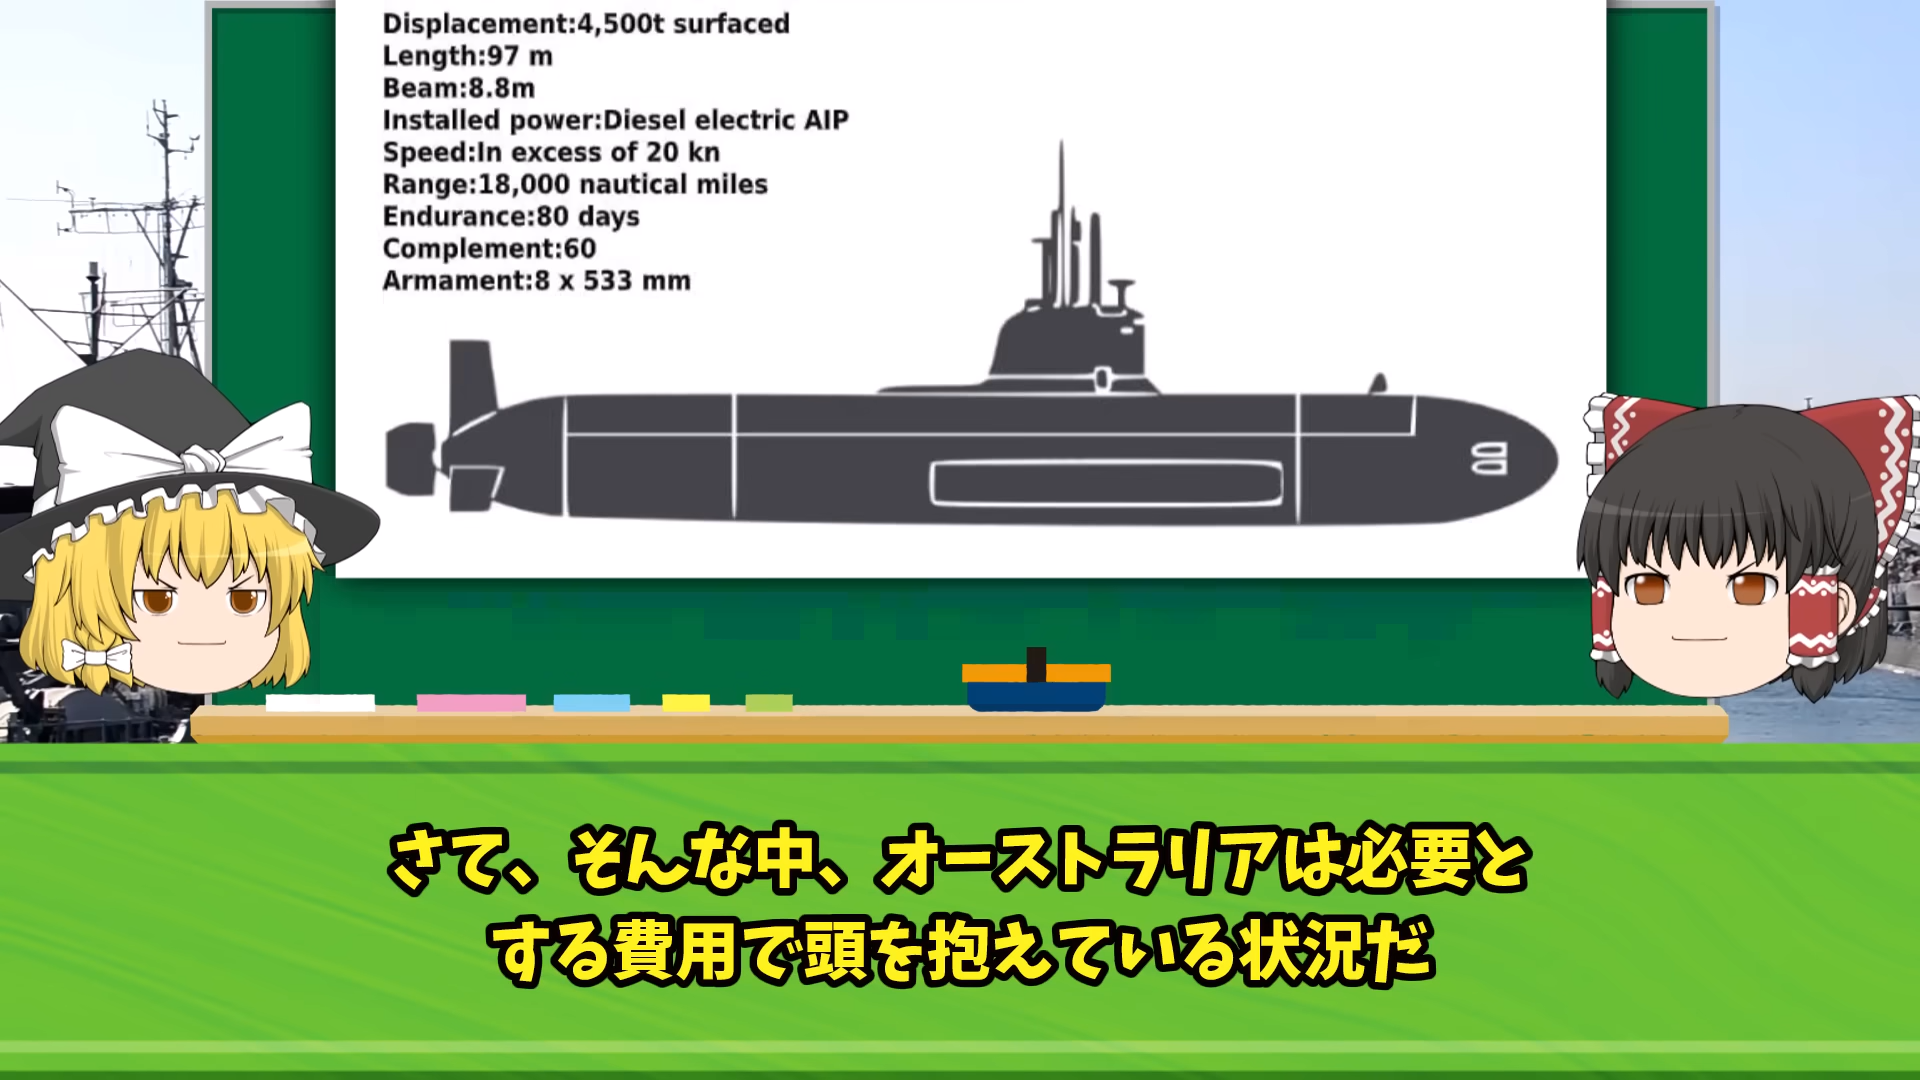 Displacement:4,500t surfaced
Length:97 m
Beam:8.8m
Installed power:Diesel electric AIP
Speed:In excess of 20 kn
Range:18,000 nautical miles
Endurance:80 days
Complement:60
Armament:8 x 533 mm
さて、そんな中、オーストラリアは必要と
する費用で頭を抱えている状況だ